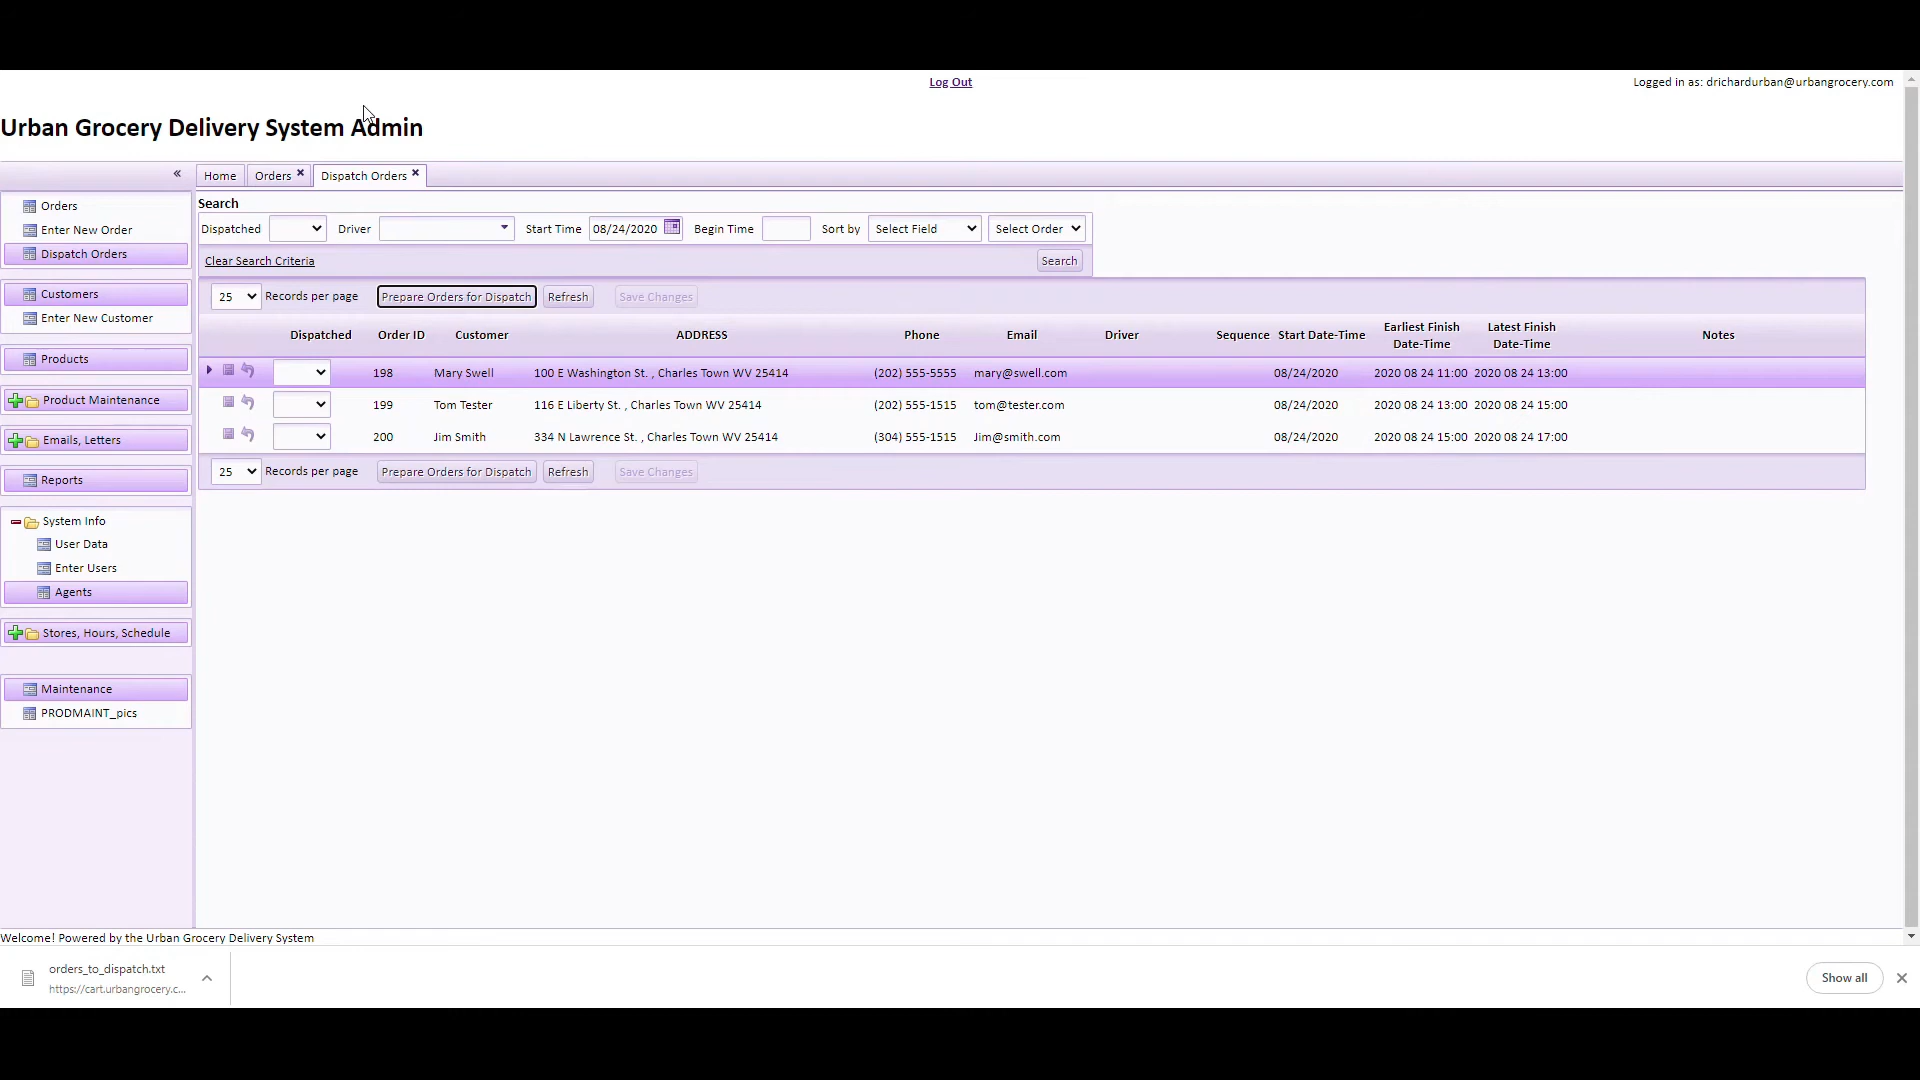 Log Out
Logged in as: drichardurban@urbangrocery.com
Urban Grocery Delivery System Admin
«
Home
Orders ×
Dispatch Orders ×
Orders
Enter New Order
Dispatch Orders
Customers
Enter New Customer
Products
Product Maintenance
Emails, Letters
Reports
System Info
User Data
Enter Users
Agents
Stores, Hours, Schedule
Maintenance
PRODMAINT_pics
Search
Dispatched Driver Start Time 08/24/2020 Begin Time Sort by Select Field Select Order
Clear Search Criteria Search
25 Records per page Prepare Orders for Dispatch Refresh Save Changes
Dispatched Order ID Customer ADDRESS Phone Email Driver Sequence Start Date-Time Earliest Finish Date-Time Latest Finish Date-Time Notes
198 Mary Swell 100 E Washington St. , Charles Town WV 25414 (202) 555-5555 mary@swell.com 08/24/2020 2020 08 24 11:00 2020 08 24 13:00
199 Tom Tester 116 E Liberty St. , Charles Town WV 25414 (202) 555-1515 tom@tester.com 08/24/2020 2020 08 24 13:00 2020 08 24 15:00
200 Jim Smith 334 N Lawrence St. , Charles Town WV 25414 (304) 555-1515 Jim@smith.com 08/24/2020 2020 08 24 15:00 2020 08 24 17:00
25 Records per page Prepare Orders for Dispatch Refresh Save Changes
Welcome! Powered by the Urban Grocery Delivery System
orders_to_dispatch.txt
https://cart.urbangrocery.c...
Show all